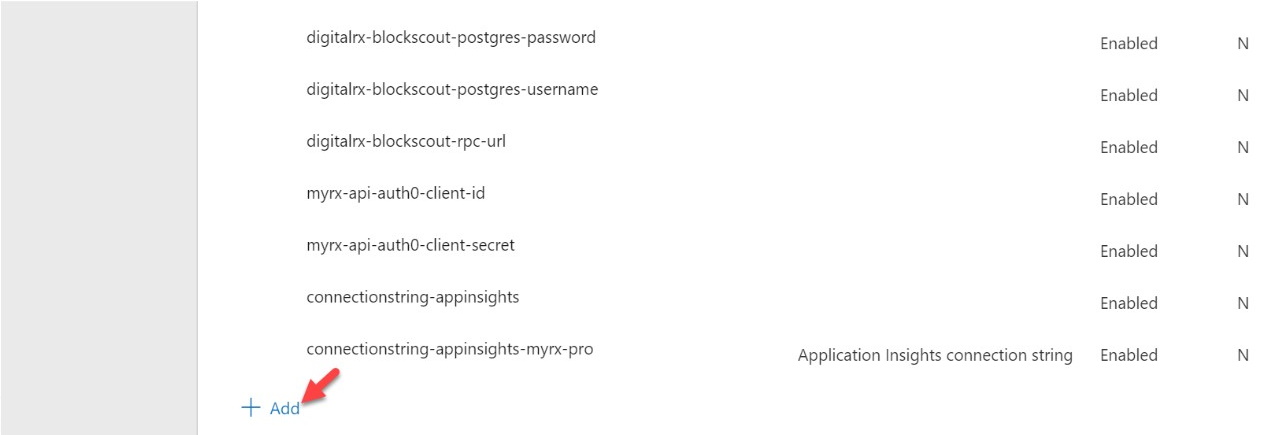 digitalrx-blockscout-postgres-password Enabled N
digitalrx-blockscout-postgres-username Enabled N
digitalrx-blockscout-rpc-url Enabled N
myrx-api-auth0-client-id Enabled N
myrx-api-auth0-client-secret Enabled N
connectionstring-appinsights Enabled N
connectionstring-appinsights-myrx-pro Application Insights connection string Enabled N
+ Add